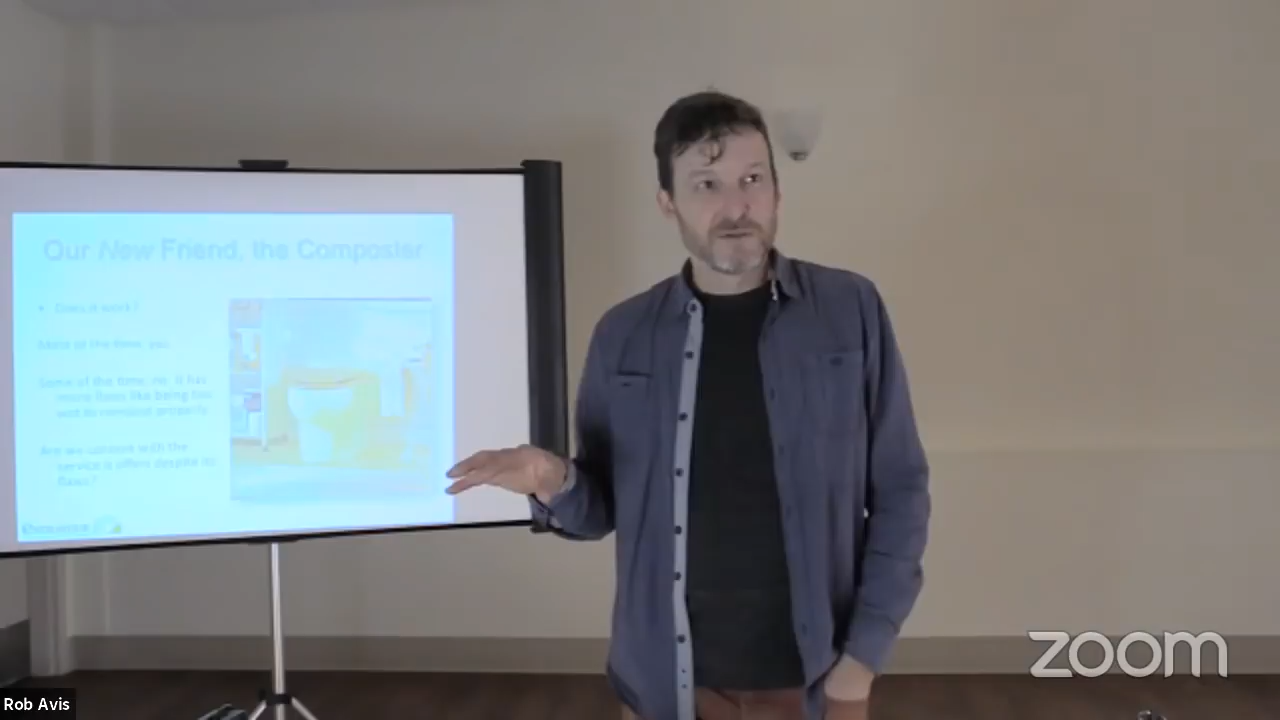 Our New Friend, the Composter
• Does it work?
Most of the time, yes
Some of the time, no. It has
many flaws like being too
wet to compost properly
Are we content with the
service it offers despite its
flaws?
zoom
Rob Avis